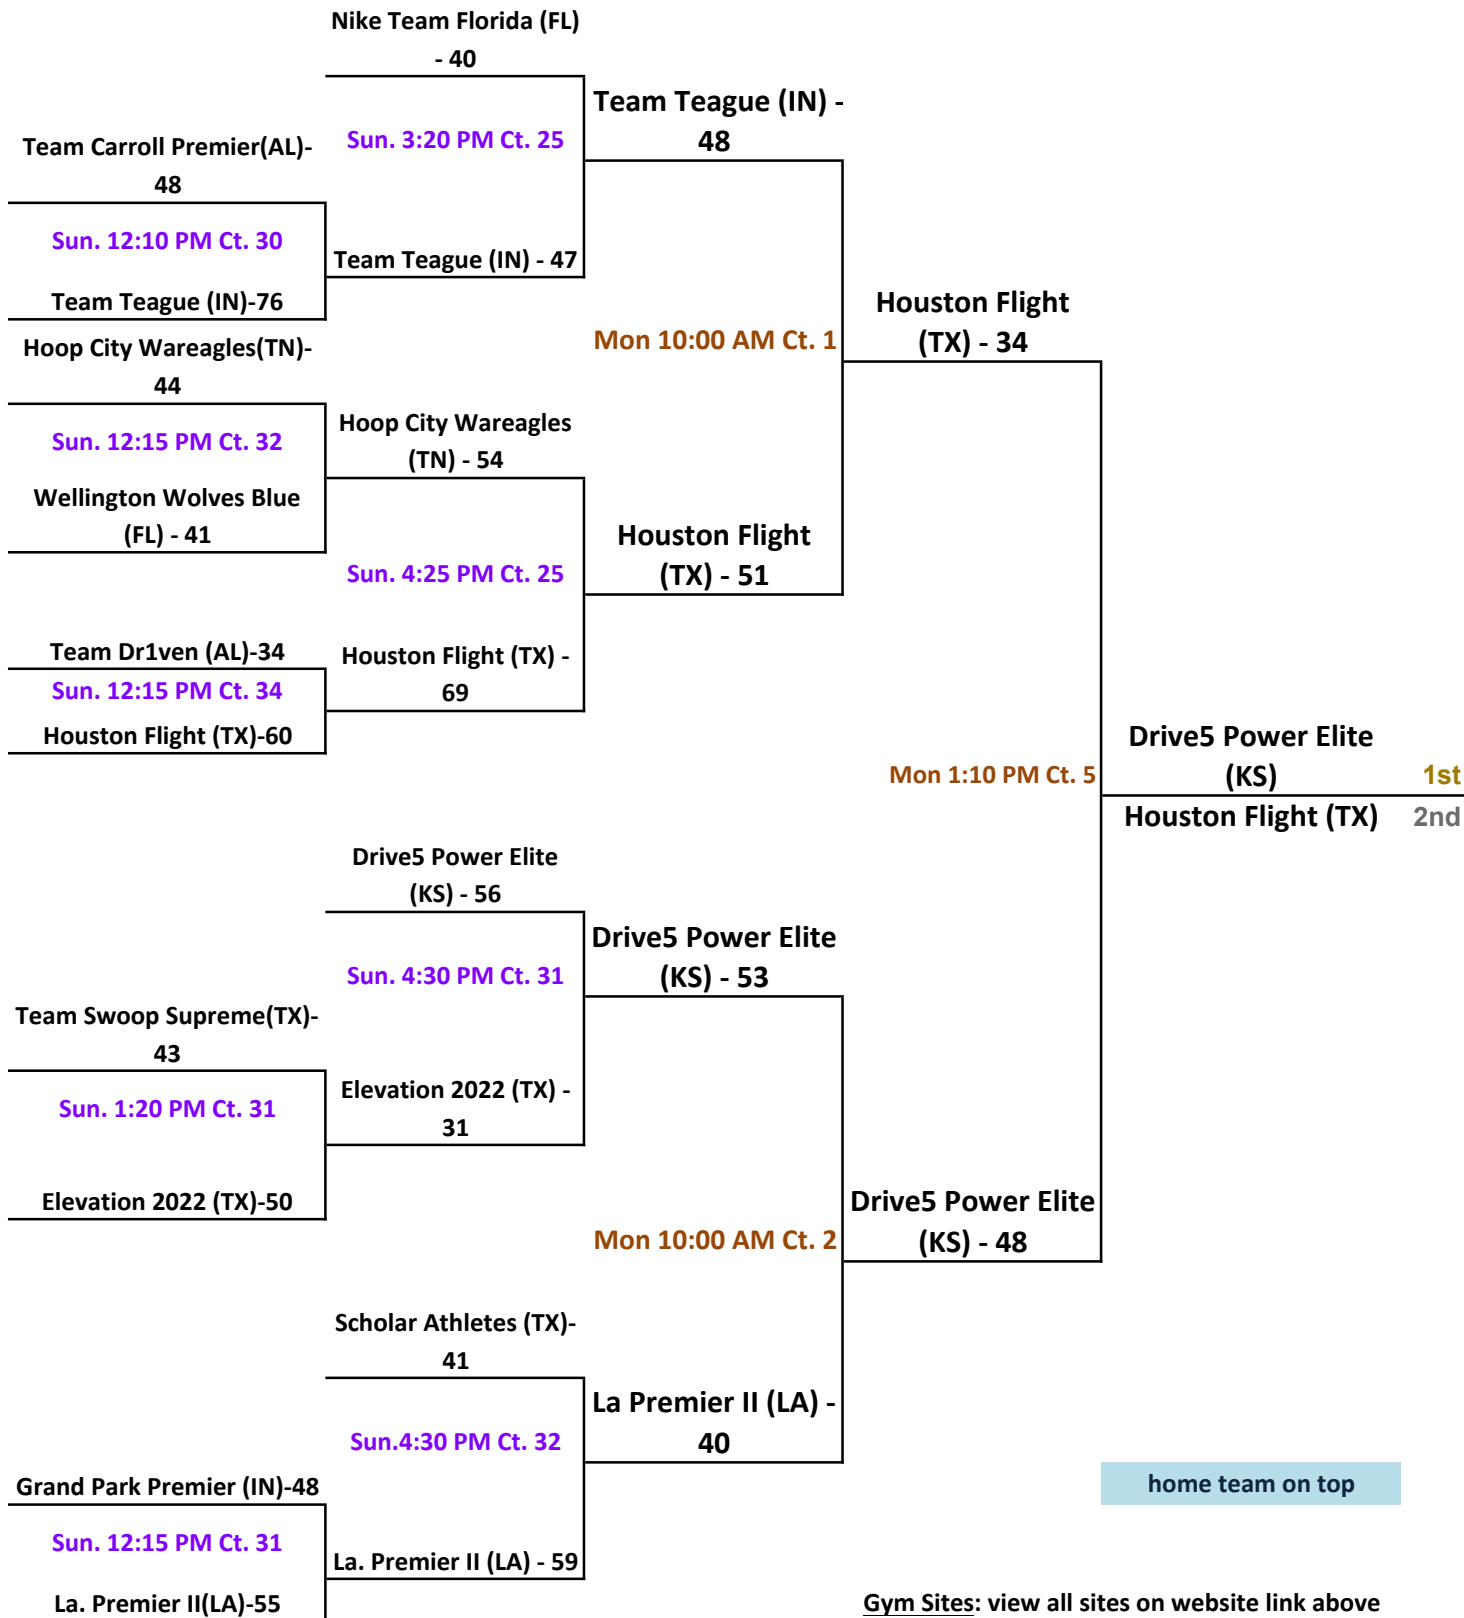 Nike Team Florida (FL)
- 40
Sun. 3:20 PM Ct. 25
Team Teague (IN) -
48
Team Carroll Premier(AL)-
48
Sun. 12:10 PM Ct. 30
Team Teague (IN) - 47
Team Teague (IN)-76
Hoop City Wareagles(TN)-
44
Mon 10:00 AM Ct. 1
Houston Flight
(TX) - 34
Sun. 12:15 PM Ct. 32
Hoop City Wareagles
(TN) - 54
Wellington Wolves Blue
(FL) - 41
Sun. 4:25 PM Ct. 25
Houston Flight
(TX) - 51
Team Dr1ven (AL)-34
Sun. 12:15 PM Ct. 34
Houston Flight (TX)-60
Houston Flight (TX) -
69
Mon 1:10 PM Ct. 5
Drive5 Power Elite
(KS) 1st
Houston Flight (TX) 2nd
Drive5 Power Elite
(KS) - 56
Sun. 4:30 PM Ct. 31
Drive5 Power Elite
(KS) - 53
Team Swoop Supreme(TX)-
43
Sun. 1:20 PM Ct. 31
Elevation 2022 (TX) -
31
Elevation 2022 (TX)-50
Mon 10:00 AM Ct. 2
Drive5 Power Elite
(KS) - 48
Scholar Athletes (TX)-
41
Sun.4:30 PM Ct. 32
La Premier II (LA) -
40
Grand Park Premier (IN)-48
Sun. 12:15 PM Ct. 31
La. Premier II (LA) - 59
La. Premier II(LA)-55
home team on top
Gym Sites: view all sites on website link above